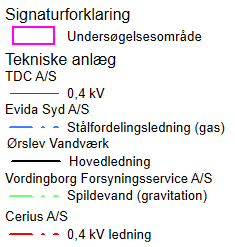 Signaturforklaring
Undersøgelsesområde
Tekniske anlæg
TDC A/S
0,4 kV
Evida Syd A/S
Stålfordelingsledning (gas)
Ørslev Vandværk
Hovedledning
Vordingborg Forsyningsservice A/S
Spildevand (gravitation)
Cerius A/S
0,4 kV ledning